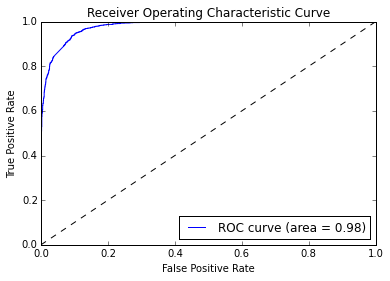 Receiver Operating Characteristic Curve
1.0
0.8
0.6
0.4
0.2
0.0
True Positive Rate
ROC curve (area = 0.98)
0.0 0.2 0.4 0.6 0.8 1.0
False Positive Rate